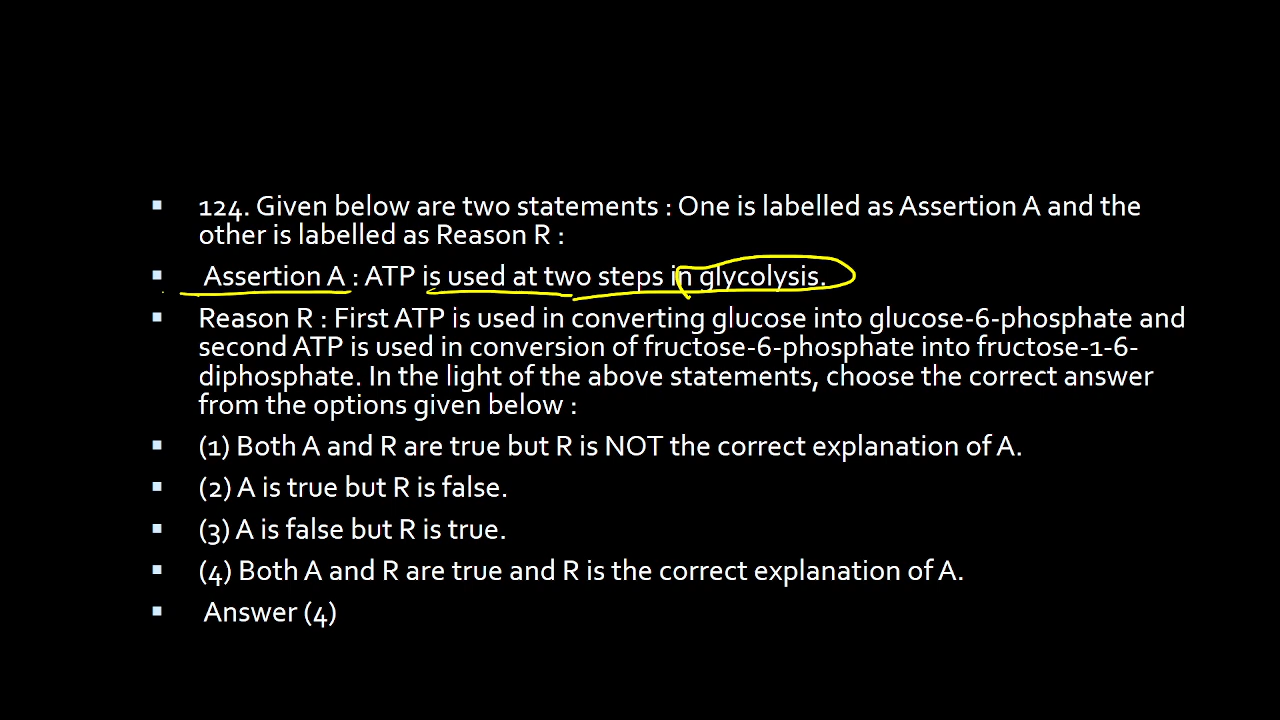 124. Given below are two statements : One is labelled as Assertion A and the
other is labelled as Reason R :
Assertion A : ATP is used at two steps in glycolysis.
Reason R : First ATP is used in converting glucose into glucose-6-phosphate and
second ATP is used in conversion of fructose-6-phosphate into fructose-1-6-
diphosphate. In the light of the above statements, choose the correct answer
from the options given below :
(1) Both A and R are true but R is NOT the correct explanation of A.
(2) A is true but R is false.
(3) A is false but R is true.
(4) Both A and R are true and R is the correct explanation of A.
Answer (4)